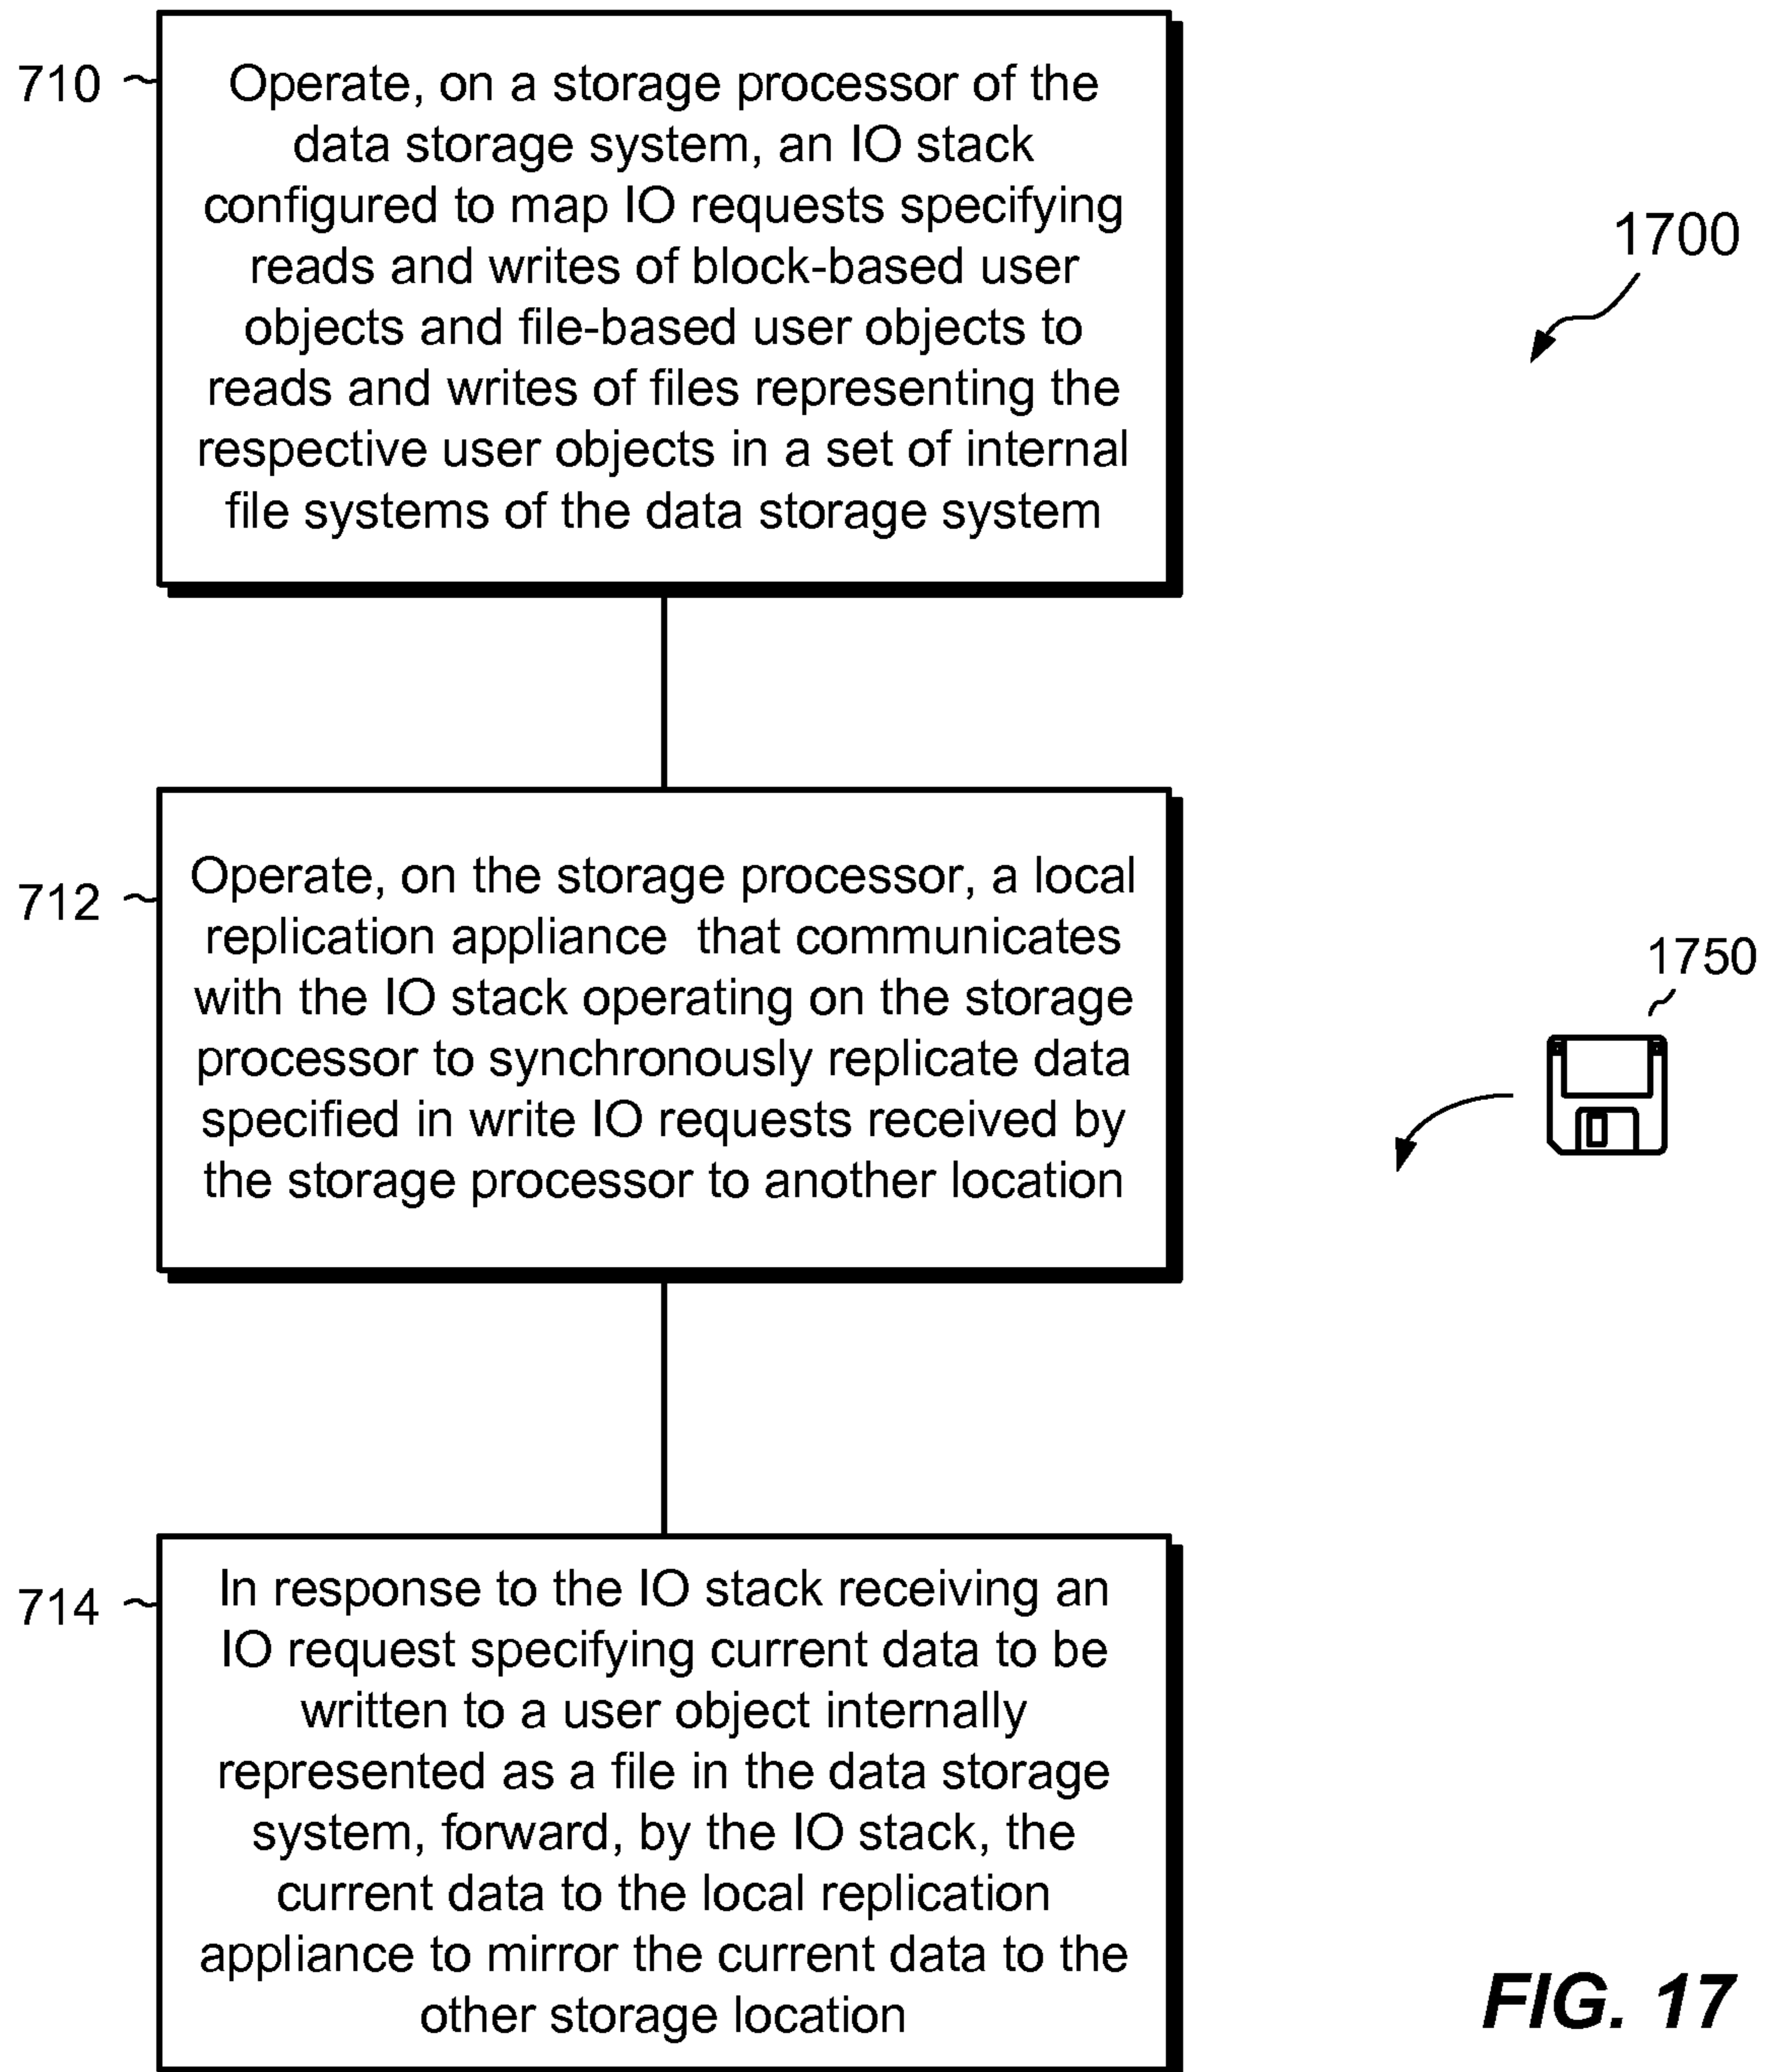 710
Operate, on a storage processor of the
data storage system, an IO stack
configured to map IO requests specifying
reads and writes of block-based user
objects and file-based user objects to
reads and writes of files representing the
respective user objects in a set of internal
file systems of the data storage system
1700
712
Operate, on the storage processor, a local
replication appliance that communicates
with the IO stack operating on the storage
processor to synchronously replicate data
specified in write IO requests received by
the storage processor to another location
1750
714
In response to the IO stack receiving an
IO request specifying current data to be
written to a user object internally
represented as a file in the data storage
system, forward, by the IO stack, the
current data to the local replication
appliance to mirror the current data to the
other storage location
FIG. 17